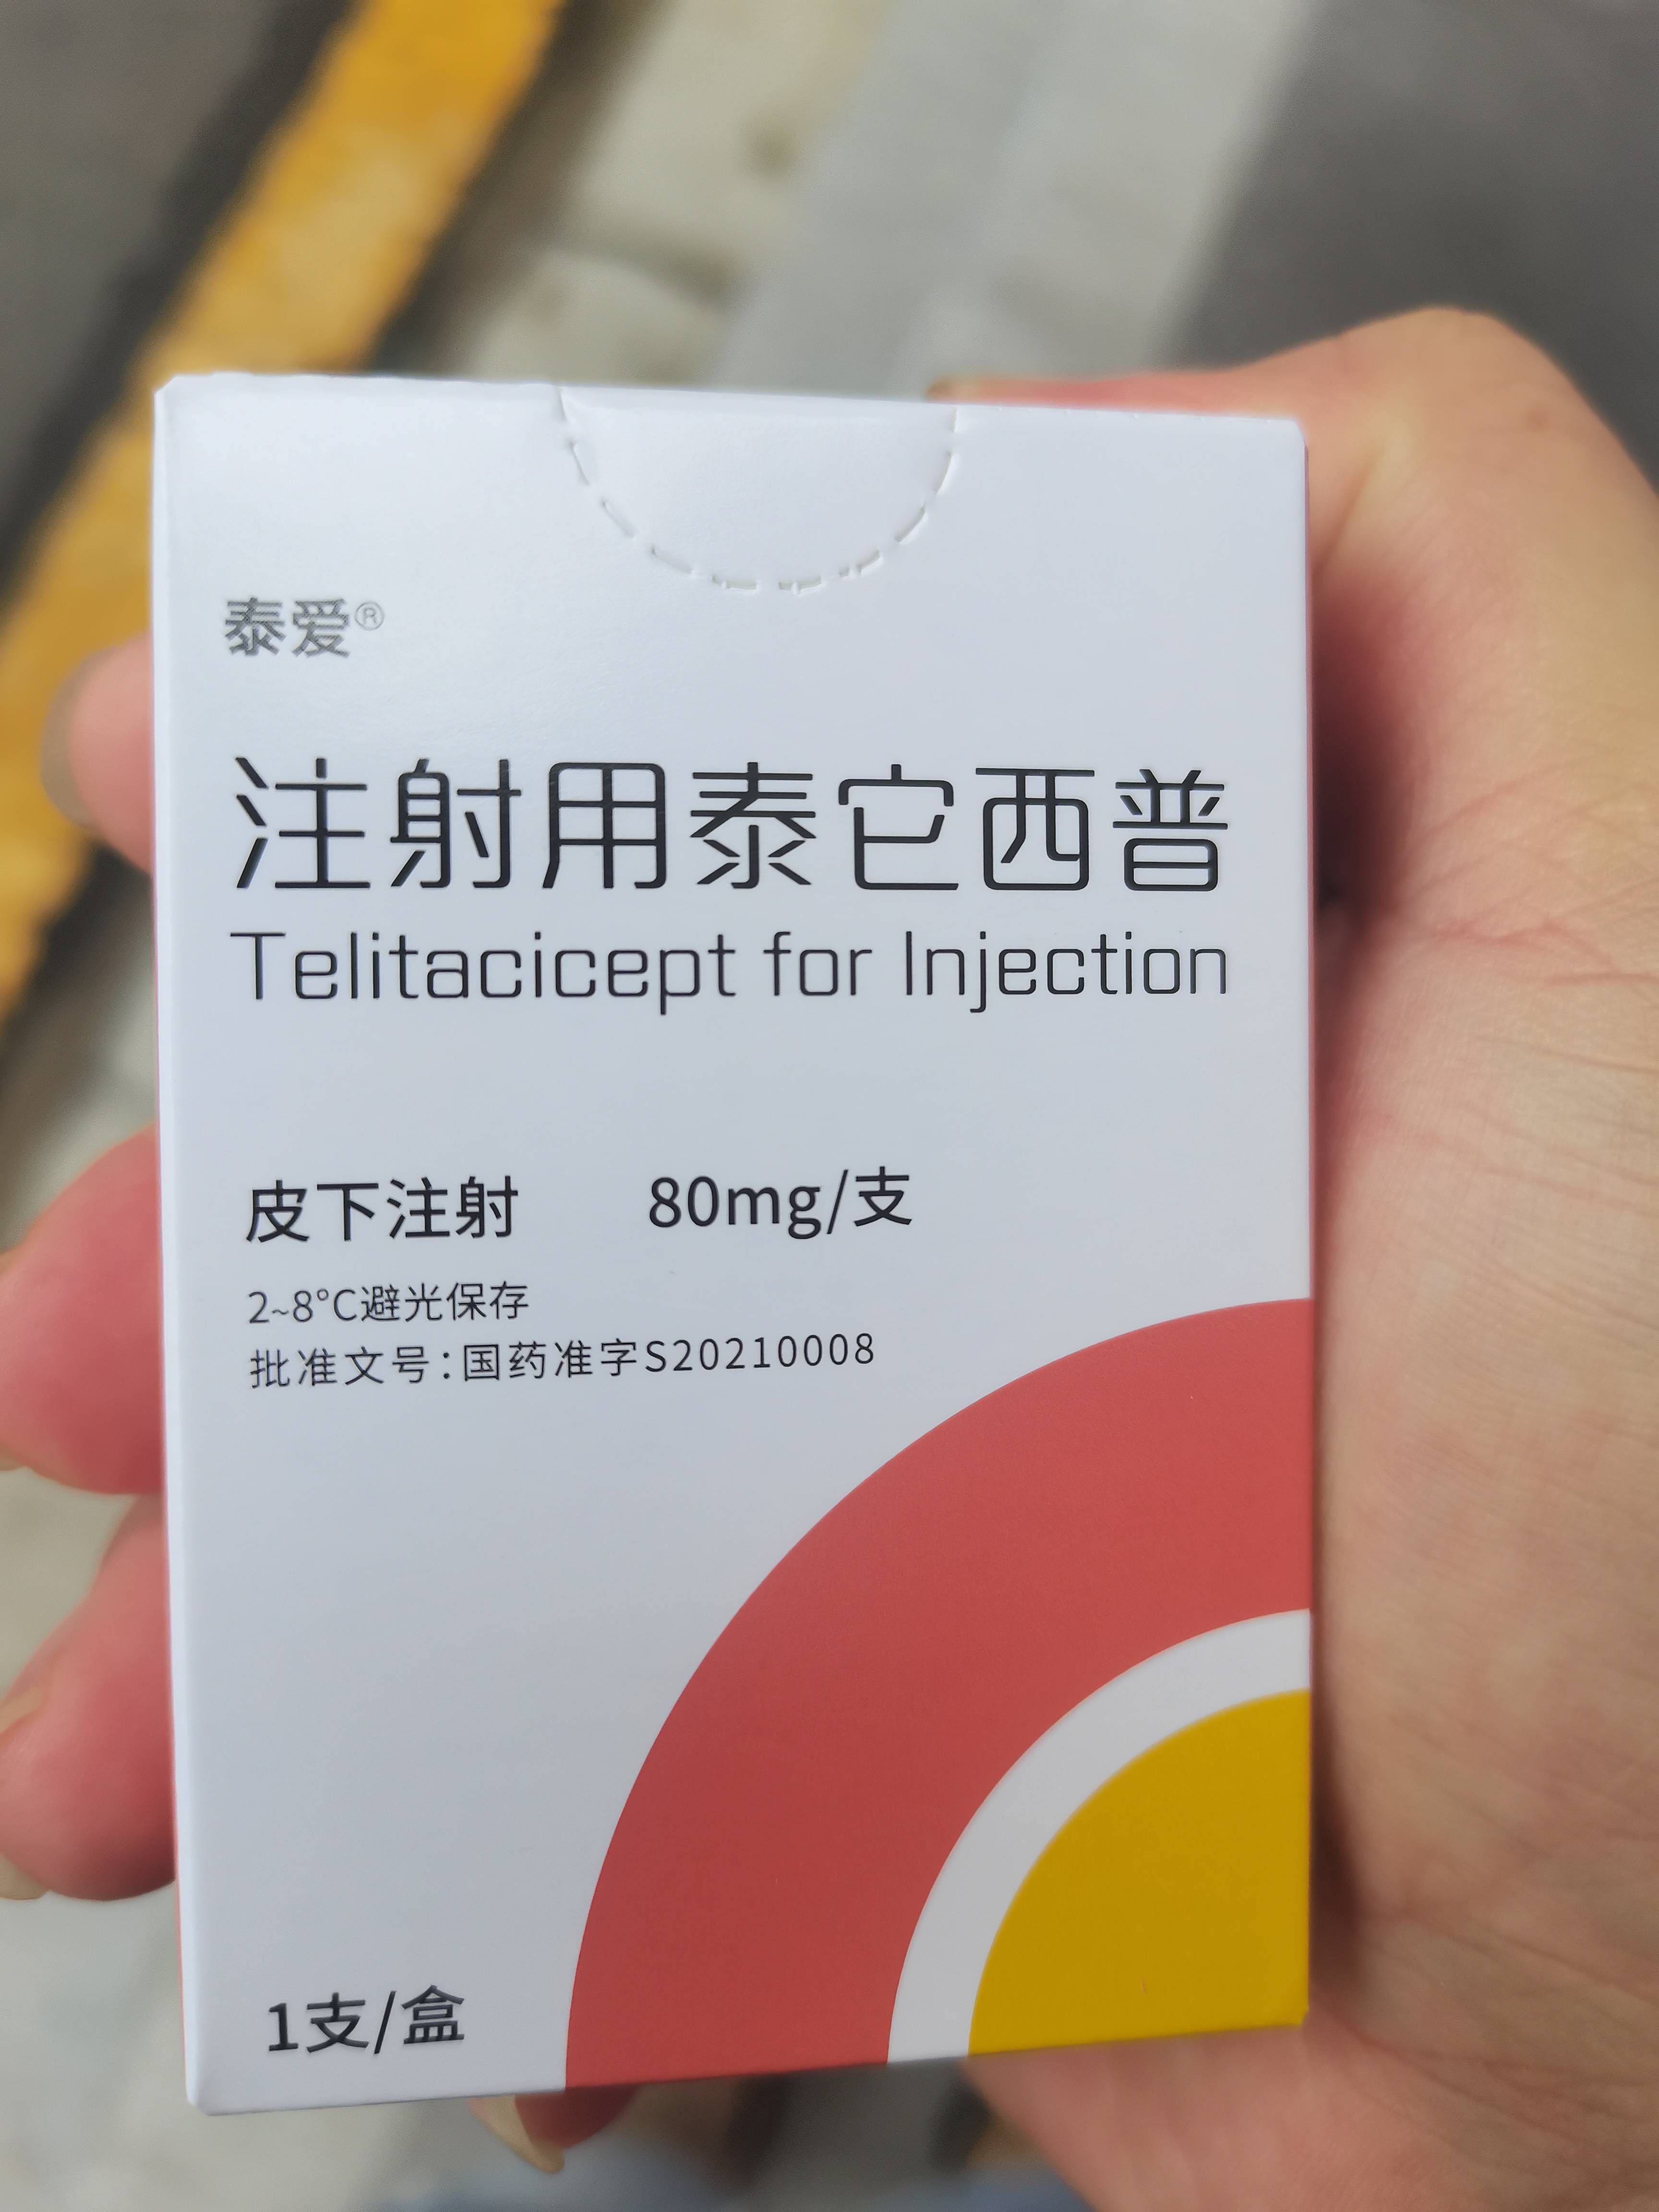 泰爱®
注射用泰它西普
Telitacicept for Injection
皮下注射 80mg/支
2~8°C避光保存
批准文号:国药准字S20210008
1支/盒